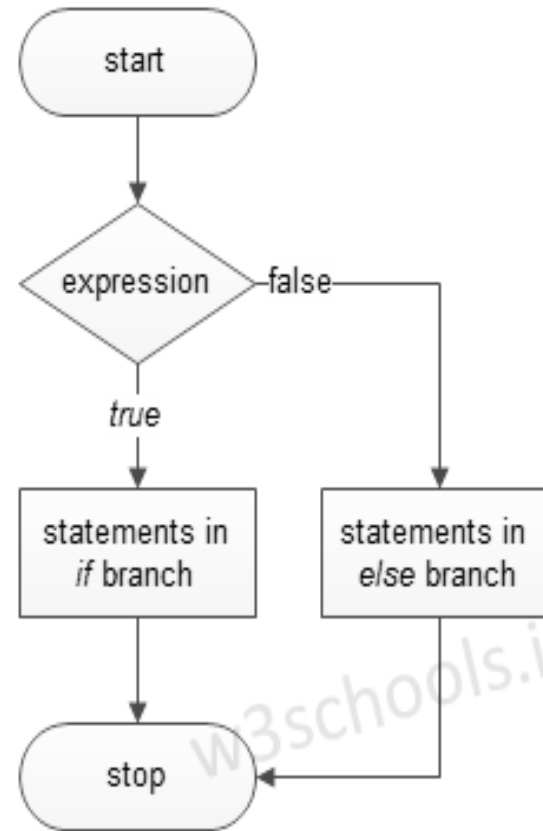 start
expression
false
true
statements in
if branch
statements in
else branch
w3schools.i
stop